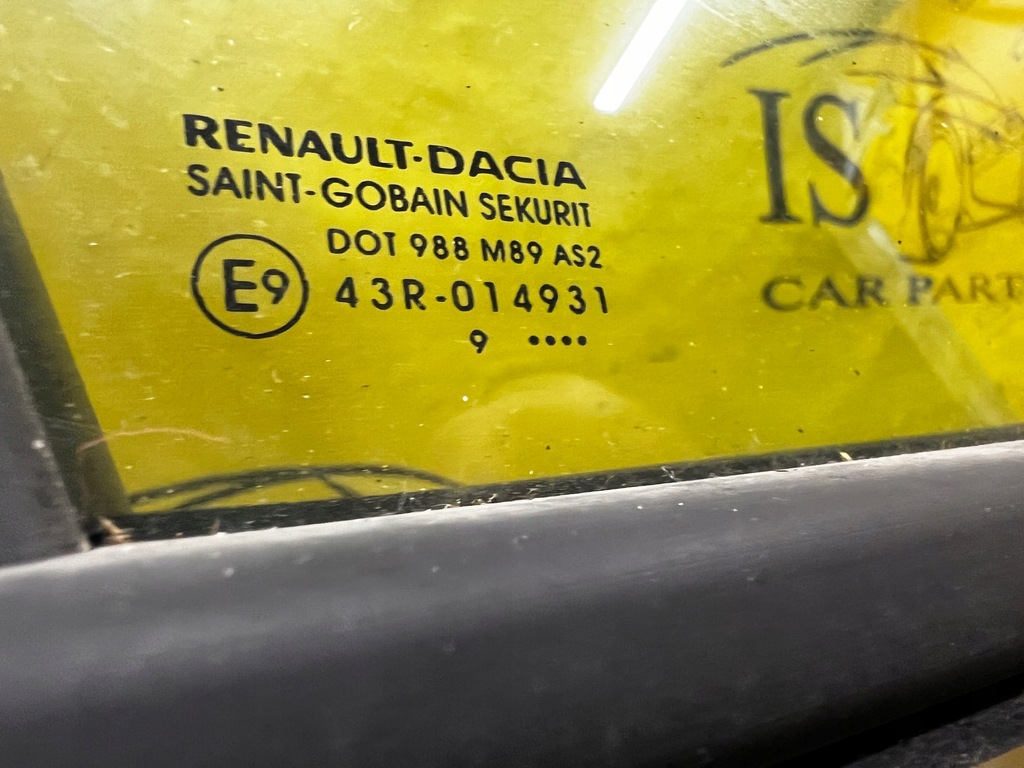 RENAULT·DACIA
SAINT-GOBAIN SEKURIT
DOT 988 M89 AS2
E9 43R-014931
9 ••••
IS
CAR PART